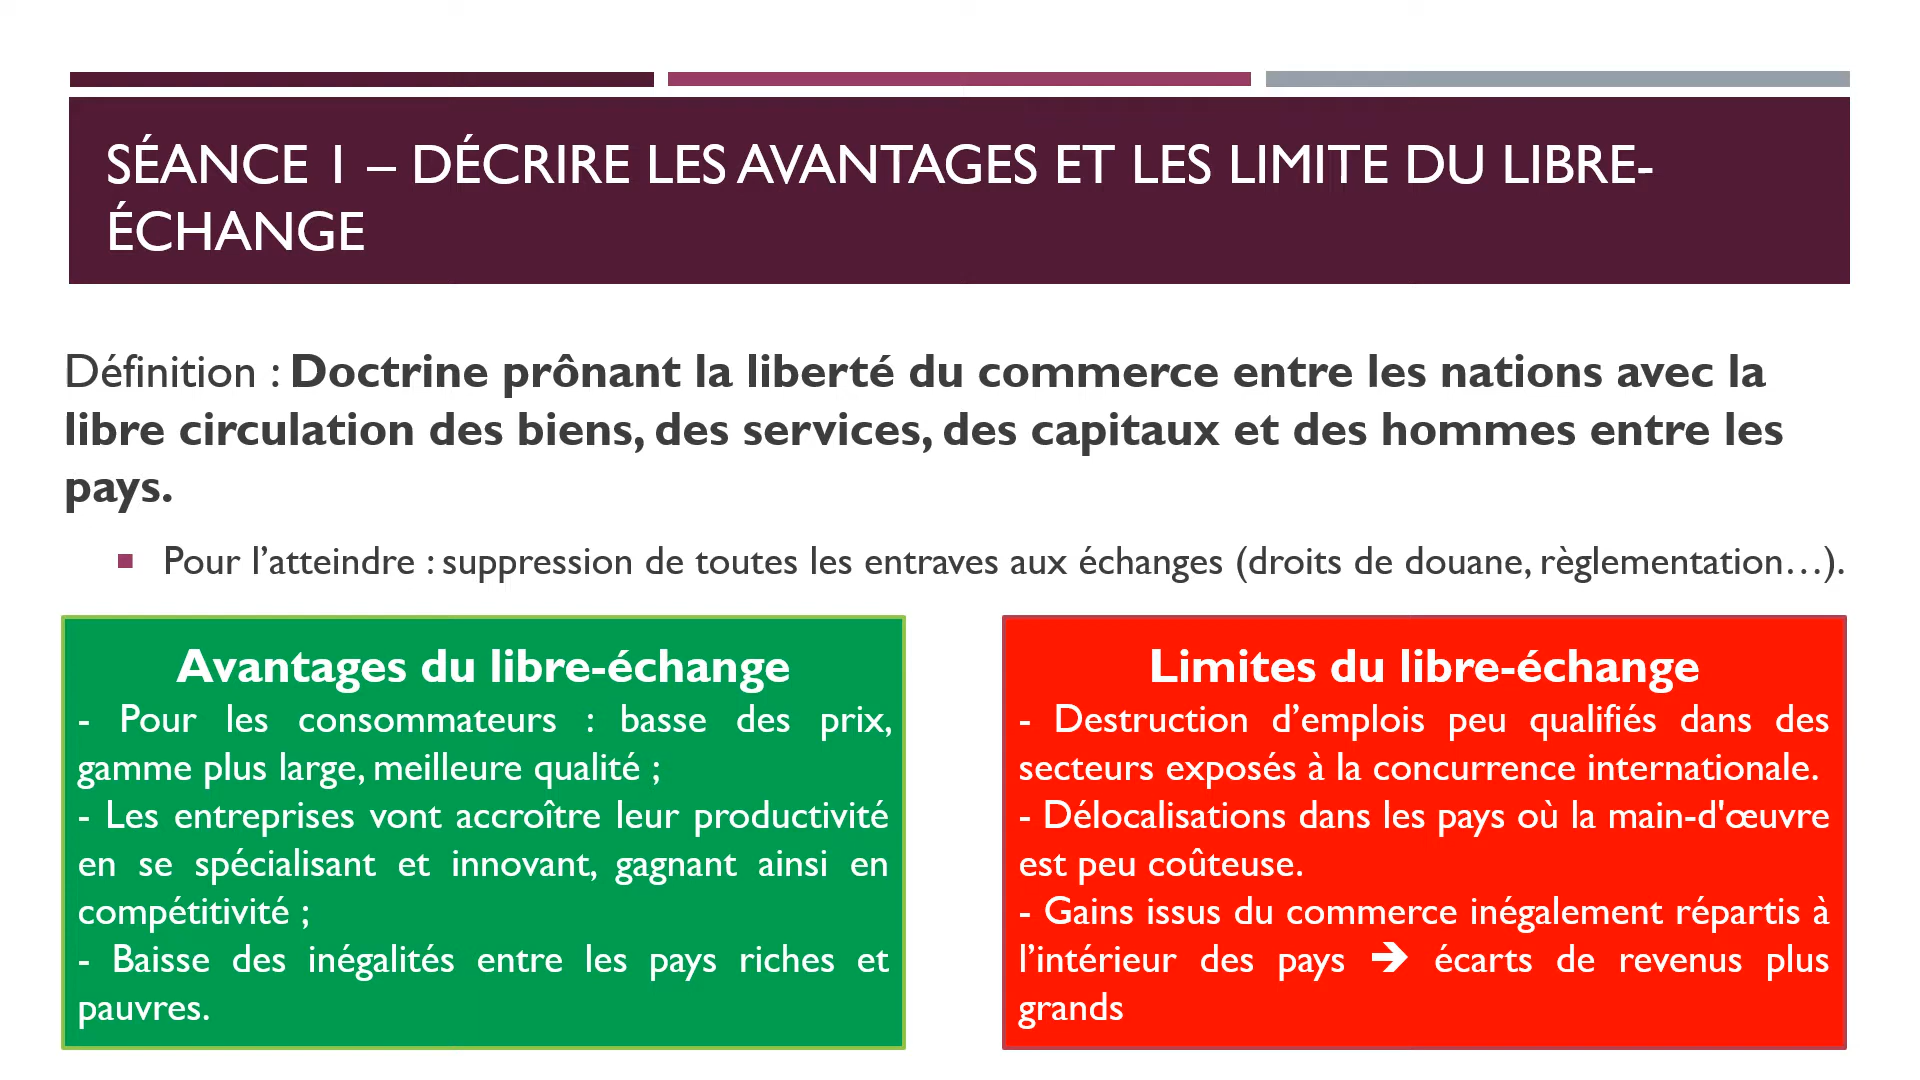 SÉANCE 1 – DÉCRIRE LES AVANTAGES ET LES LIMITE DU LIBRE-
ÉCHANGE
Définition : Doctrine prônant la liberté du commerce entre les nations avec la
libre circulation des biens, des services, des capitaux et des hommes entre les
pays.
▪ Pour l’atteindre : suppression de toutes les entraves aux échanges (droits de douane, règlementation…).
Avantages du libre-échange
- Pour les consommateurs : basse des prix,
gamme plus large, meilleure qualité ;
- Les entreprises vont accroître leur productivité
en se spécialisant et innovant, gagnant ainsi en
compétitivité ;
- Baisse des inégalités entre les pays riches et
pauvres.
Limites du libre-échange
- Destruction d’emplois peu qualifiés dans des
secteurs exposés à la concurrence internationale.
- Délocalisations dans les pays où la main-d'œuvre
est peu coûteuse.
- Gains issus du commerce inégalement répartis à
l’intérieur des pays ➔ écarts de revenus plus
grands